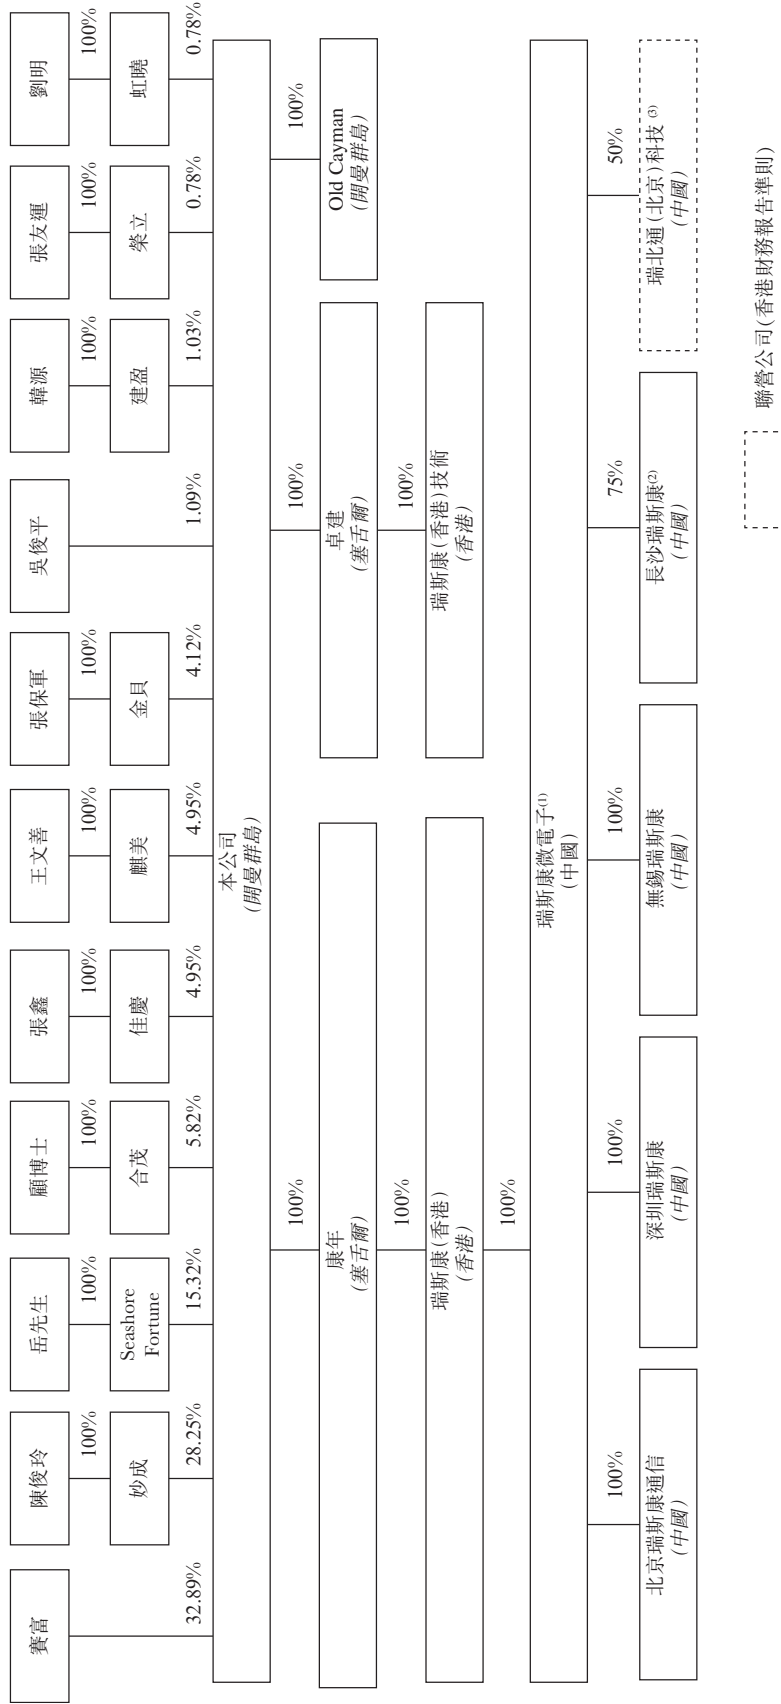 賽富
陳俊玲
岳先生
顧博士
張鑫
王文善
張保軍
吳俊平
韓源
張友運
劉明
100%
100%
100%
100%
100%
100%
100%
100%
100%
妙成
Seashore
Fortune
合茂
佳慶
麒美
金貝
建盈
榮立
虹曉
32.89%
28.25%
15.32%
5.82%
4.95%
4.95%
4.12%
1.09%
1.03%
0.78%
0.78%
本公司
(開曼群島)
100%
100%
100%
康年
(塞舌爾)
卓建
(塞舌爾)
Old Cayman
(開曼群島)
100%
100%
瑞斯康(香港)
(香港)
瑞斯康(香港)技術
(香港)
100%
瑞斯康微電子(1)
(中國)
100%
100%
100%
75%
50%
北京瑞斯康通信
(中國)
深圳瑞斯康
(中國)
無錫瑞斯康
(中國)
長沙瑞斯康(2)
(中國)
瑞北通(北京)科技(3)
(中國)
聯營公司(香港財務報告準則)